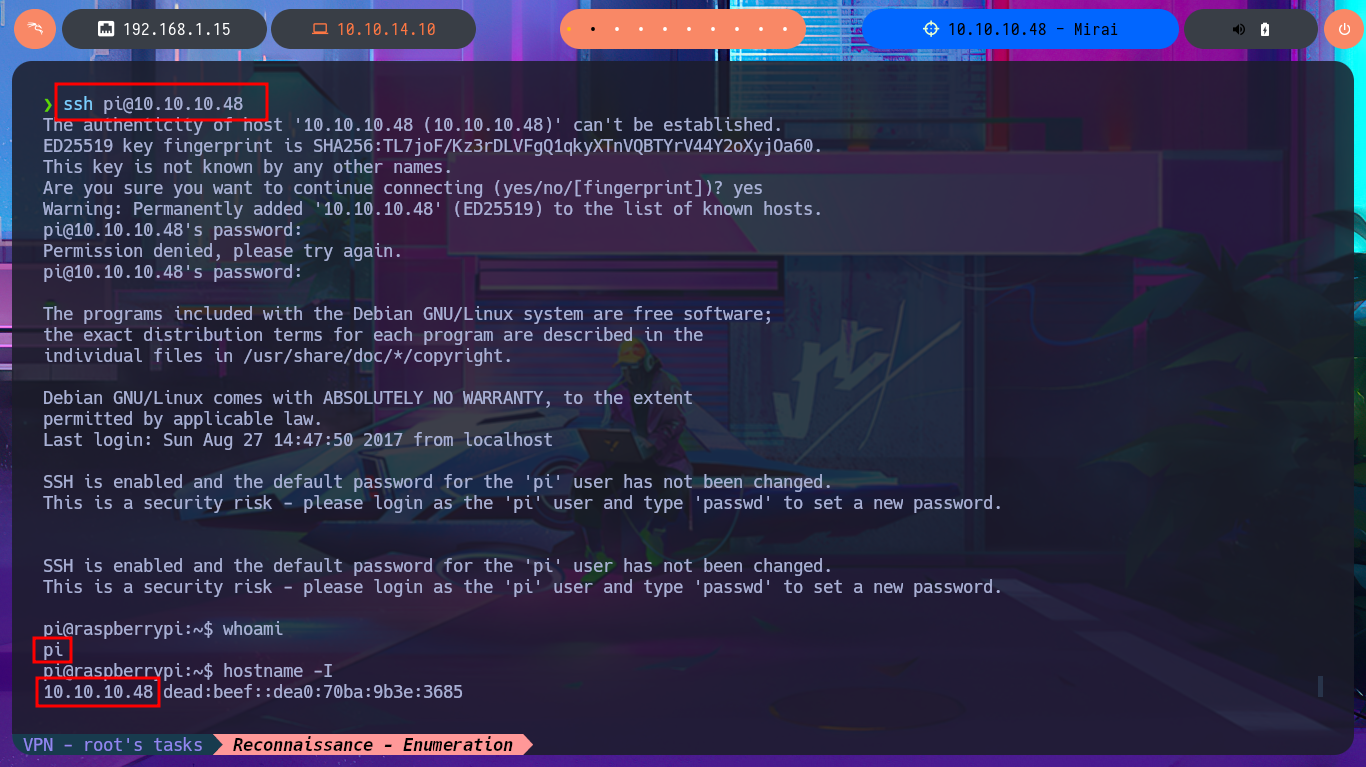 192.168.1.15
10.10.14.10
10.10.10.48 - Mirai
❯ ssh pi@10.10.10.48
The authenticity of host '10.10.10.48 (10.10.10.48)' can't be established.
ED25519 key fingerprint is SHA256:TL7joF/Kz3rDLVFgQ1qkyXTnVQBTYrV44Y2oXyjOa60.
This key is not known by any other names.
Are you sure you want to continue connecting (yes/no/[fingerprint])? yes
Warning: Permanently added '10.10.10.48' (ED25519) to the list of known hosts.
pi@10.10.10.48's password:
Permission denied, please try again.
pi@10.10.10.48's password:
The programs included with the Debian GNU/Linux system are free software;
the exact distribution terms for each program are described in the
individual files in /usr/share/doc/*/copyright.
Debian GNU/Linux comes with ABSOLUTELY NO WARRANTY, to the extent
permitted by applicable law.
Last login: Sun Aug 27 14:47:50 2017 from localhost
SSH is enabled and the default password for the 'pi' user has not been changed.
This is a security risk - please login as the 'pi' user and type 'passwd' to set a new password.
SSH is enabled and the default password for the 'pi' user has not been changed.
This is a security risk - please login as the 'pi' user and type 'passwd' to set a new password.
pi@raspberrypi:~$ whoami
pi
pi@raspberrypi:~$ hostname -I
10.10.10.48 dead:beef::dea0:70ba:9b3e:3685
VPN - root's tasks
Reconnaissance - Enumeration